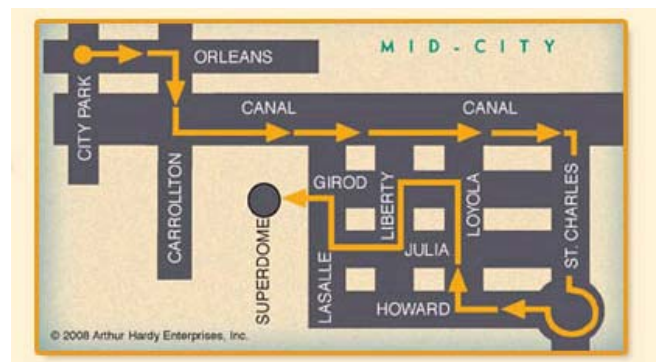 MID-CITY
ORLEANS
CITY PARK
CANAL
CANAL
CARROLLTON
GIROD
LIBERTY
LOYOLA
ST. CHARLES
SUPERDOME
LASALLE
JULIA
HOWARD
© 2008 Arthur Hardy Enterprises, Inc.